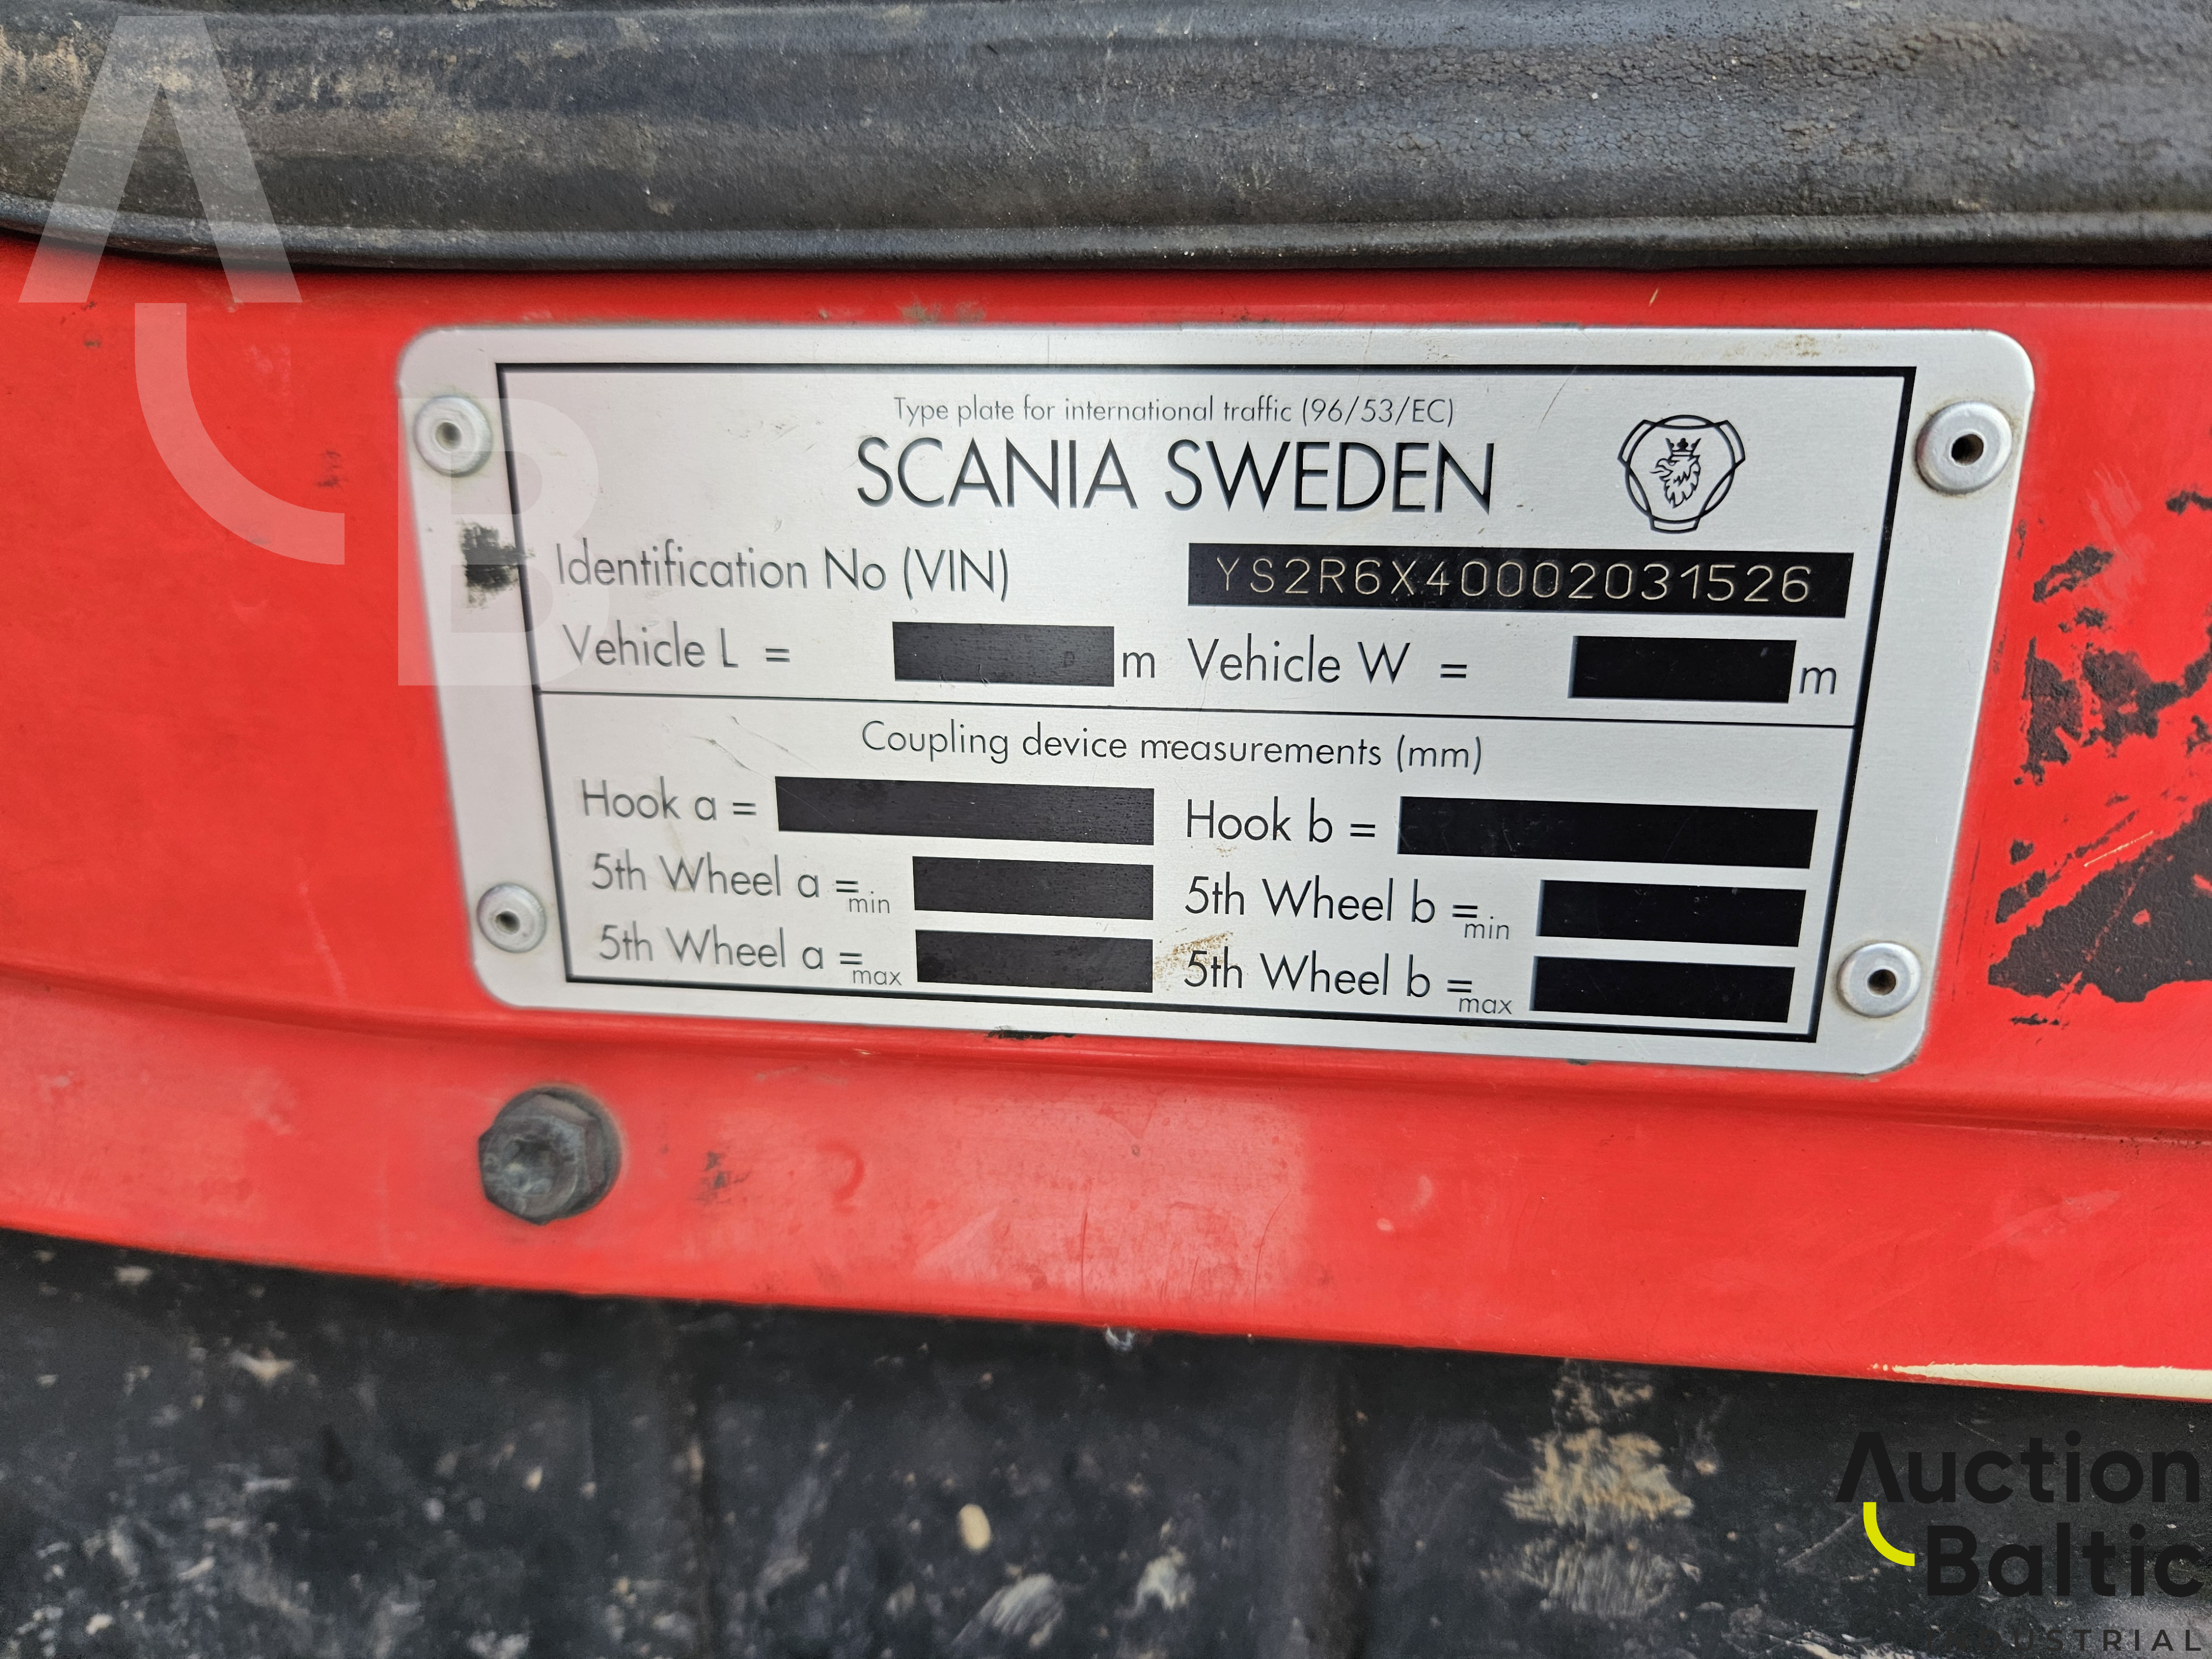 Type plate for international traffic (96/53/EC)
SCANIA SWEDEN
Identification No (VIN) YS2R6X40002031526
Vehicle L = m Vehicle W = m
Coupling device measurements (mm)
Hook a = Hook b =
5th Wheel a = min 5th Wheel b = min
5th Wheel a = max 5th Wheel b = max
A
B
Auction
Baltic